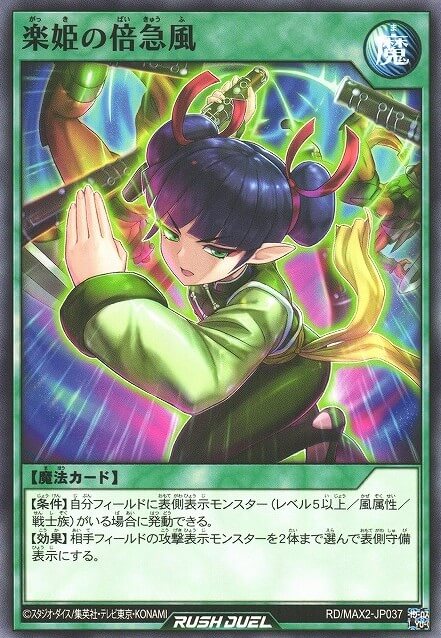 楽姫の倍急風
魔
【魔法カード】
【条件】自分フィールドに表側表示モンスター(レベル5以上/風属性/
戦士族)がいる場合に発動できる。
【効果】相手フィールドの攻撃表示モンスターを2体まで選んで表側守備
表示にする。
©スタジオ・ダイス/集英社・テレビ東京・KONAMI
RUSH DUEL
RD/MAX2-JP037